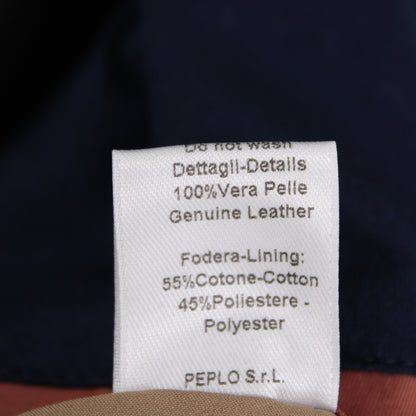 Do not wash
Dettagli-Details
100%Vera Pelle
Genuine Leather
Fodera-Lining:
55%Cotone-Cotton
45%Poliestere -
Polyester
PEPLO S.r.L.